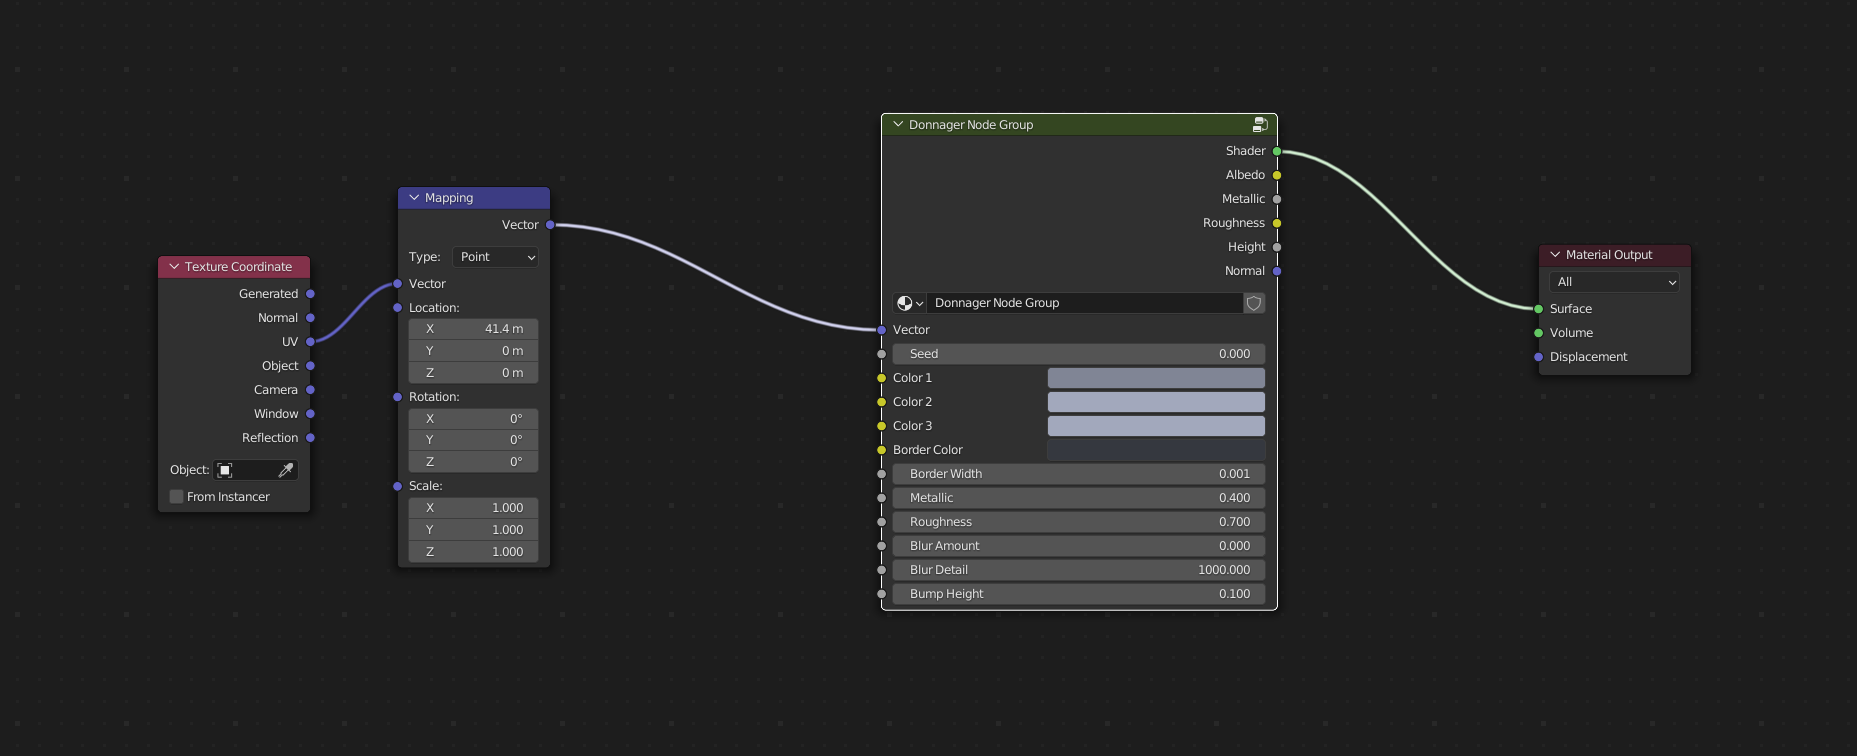 Texture Coordinate
Generated
Normal
UV
Object
Camera
Window
Reflection
Object:
From Instancer
Mapping
Vector
Type: Point
Vector
Location:
X 41.4 m
Y 0 m
Z 0 m
Rotation:
X 0°
Y 0°
Z 0°
Scale:
X 1.000
Y 1.000
Z 1.000
Donnager Node Group
Shader
Albedo
Metallic
Roughness
Height
Normal
Donnager Node Group
Vector
Seed 0.000
Color 1
Color 2
Color 3
Border Color
Border Width 0.001
Metallic 0.400
Roughness 0.700
Blur Amount 0.000
Blur Detail 1000.000
Bump Height 0.100
Material Output
All
Surface
Volume
Displacement